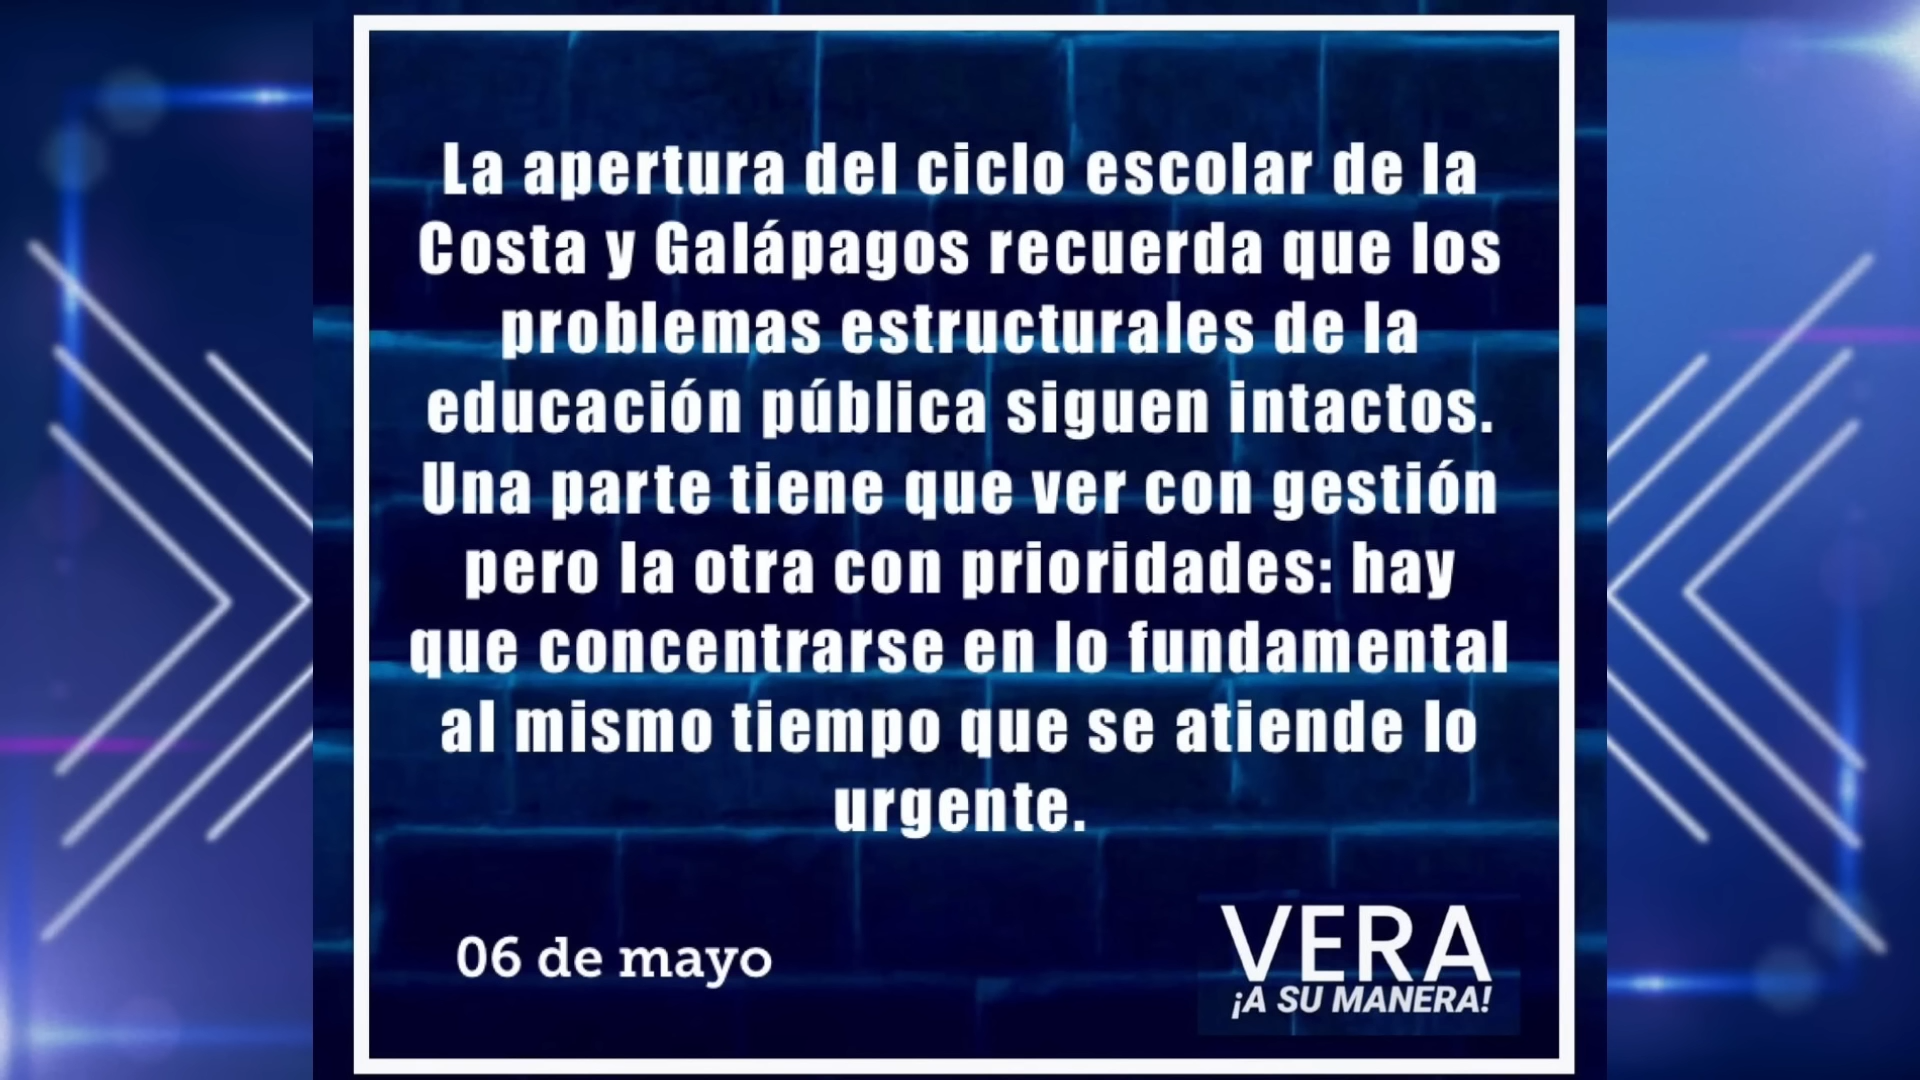 La apertura del ciclo escolar de la
Costa y Galápagos recuerda que los
problemas estructurales de la
educación pública siguen intactos.
Una parte tiene que ver con gestión
pero la otra con prioridades: hay
que concentrarse en lo fundamental
al mismo tiempo que se atiende lo
urgente.
06 de mayo
VERA
¡A SU MANERA!